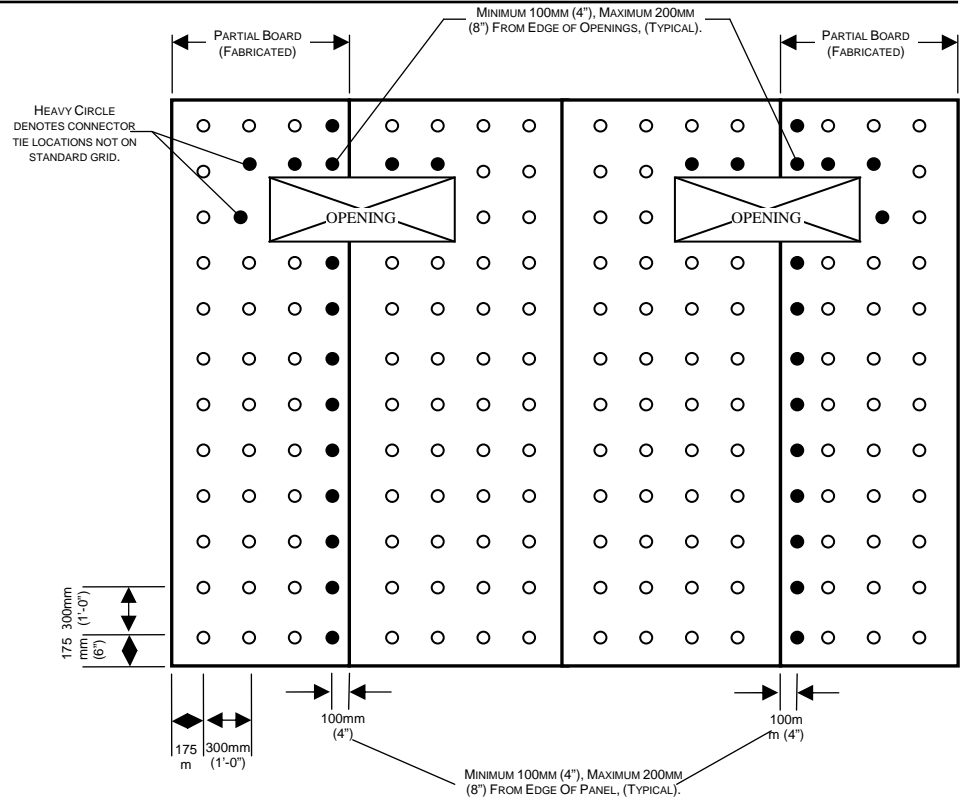 MINIMUM 100MM (4”), MAXIMUM 200MM
(8”) FROM EDGE OF OPENINGS, (TYPICAL).
PARTIAL BOARD
(FABRICATED)
PARTIAL BOARD
(FABRICATED)
HEAVY CIRCLE
DENOTES CONNECTOR
TIE LOCATIONS NOT ON
STANDARD GRID.
OPENING
OPENING
300mm
(1’-0”)
175
mm
(6”)
175
m
300mm
(1’-0”)
100mm
(4”)
100m
m (4”)
MINIMUM 100MM (4”), MAXIMUM 200MM
(8”) FROM EDGE OF PANEL, (TYPICAL).